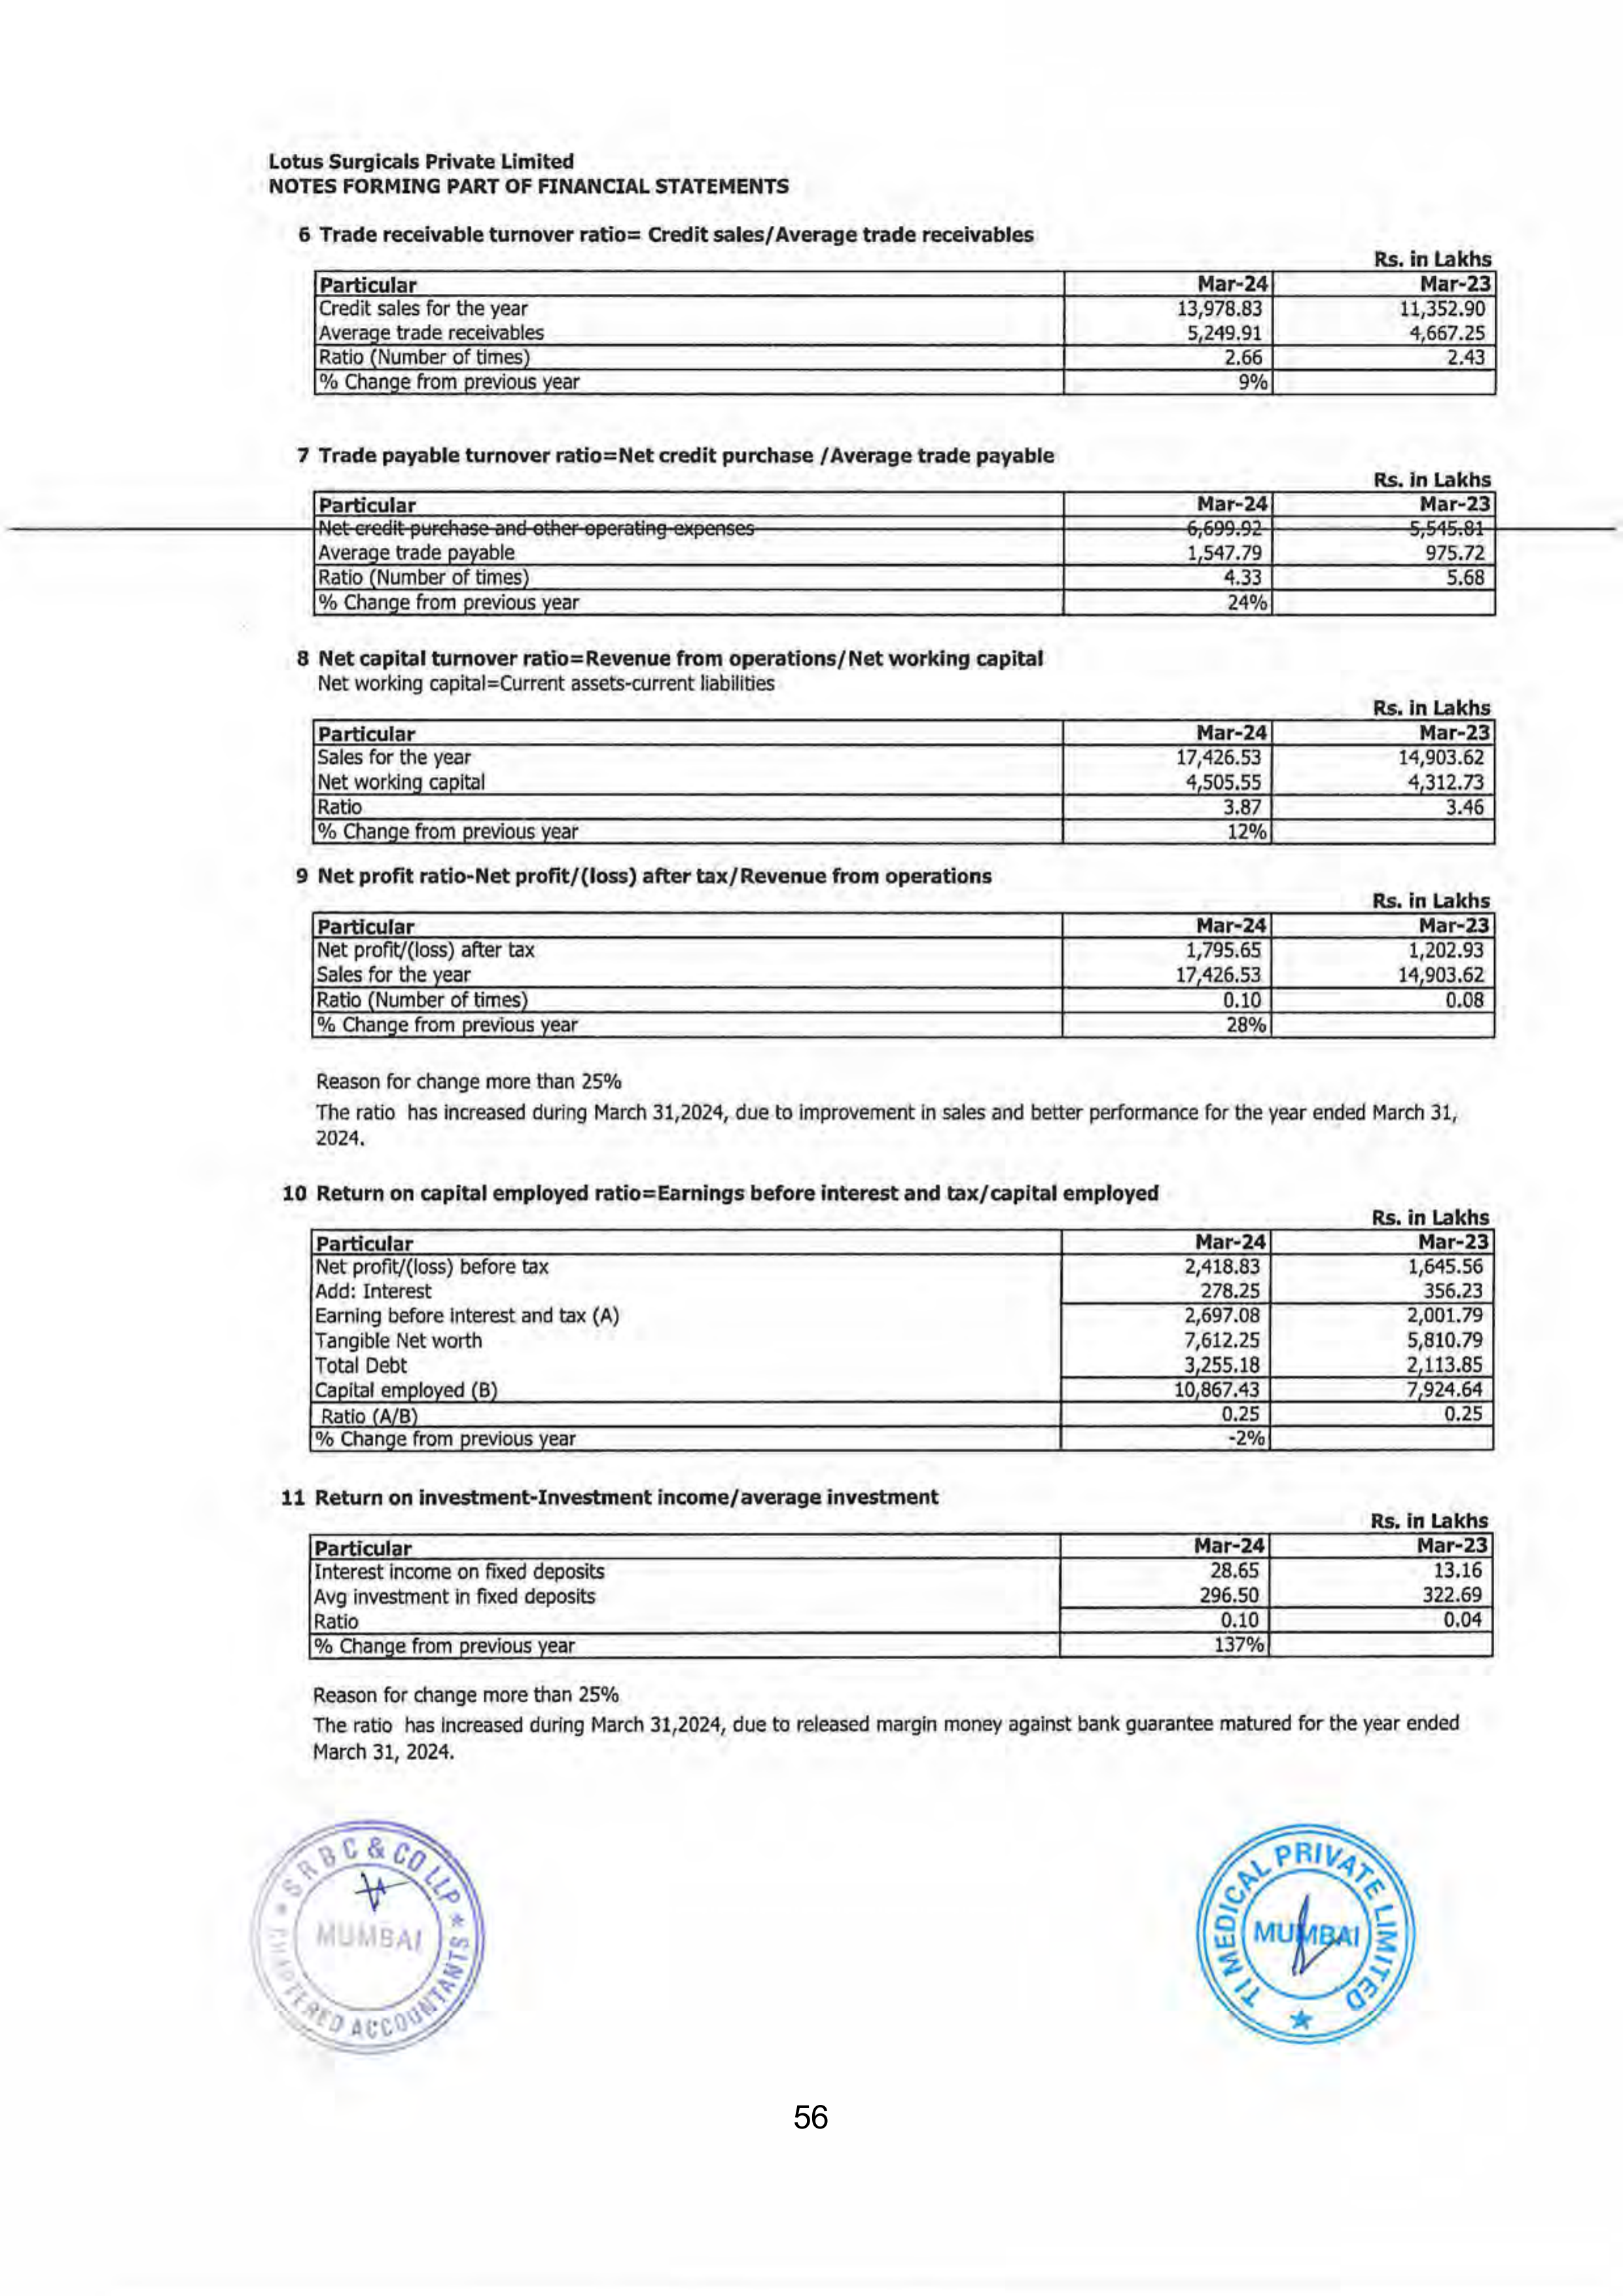 Lotus Surgicals Private Limited
NOTES FORMING PART OF FINANCIAL STATEMENTS
6 Trade receivable turnover ratio= Credit sales/Average trade receivables
Rs. in Lakhs
Particular Mar-24 Mar-23
Credit sales for the year 13,978.83 11,352.90
Average trade receivables 5,249.91 4,667.25
Ratio (Number of times) 2.66 2.43
% Change from previous year 9%
7 Trade payable turnover ratio=Net credit purchase /Average trade payable
Rs. in Lakhs
Particular Mar-24 Mar-23
Net credit purchase and other operating expenses 6,699.92 5,545.81
Average trade payable 1,547.79 975.72
Ratio (Number of times) 4.33 5.68
% Change from previous year 24%
8 Net capital turnover ratio=Revenue from operations/Net working capital
Net working capital=Current assets-current liabilities
Rs. in Lakhs
Particular Mar-24 Mar-23
Sales for the year 17,426.53 14,903.62
Net working capital 4,505.55 4,312.73
Ratio 3.87 3.46
% Change from previous year 12%
9 Net profit ratio-Net profit/(loss) after tax/Revenue from operations
Rs. in Lakhs
Particular Mar-24 Mar-23
Net profit/(loss) after tax 1,795.65 1,202.93
Sales for the year 17,426.53 14,903.62
Ratio (Number of times) 0.10 0.08
% Change from previous year 28%
Reason for change more than 25%
The ratio has increased during March 31,2024, due to improvement in sales and better performance for the year ended March 31,
2024.
10 Return on capital employed ratio=Earnings before interest and tax/capital employed
Rs. in Lakhs
Particular Mar-24 Mar-23
Net profit/(loss) before tax 2,418.83 1,645.56
Add: Interest 278.25 356.23
Earning before interest and tax (A) 2,697.08 2,001.79
Tangible Net worth 7,612.25 5,810.79
Total Debt 3,255.18 2,113.85
Capital employed (B) 10,867.43 7,924.64
Ratio (A/B) 0.25 0.25
% Change from previous year -2%
11 Return on investment-Investment income/average investment
Rs. in Lakhs
Particular Mar-24 Mar-23
Interest income on fixed deposits 28.65 13.16
Avg investment in fixed deposits 296.50 322.69
Ratio 0.10 0.04
% Change from previous year 137%
Reason for change more than 25%
The ratio has increased during March 31,2024, due to released margin money against bank guarantee matured for the year ended
March 31, 2024.
SRBC & CO LLP
MUMBAI
CHARTERED ACCOUNTANTS
TI MEDICAL PRIVATE LIMITED
MUMBAI
56